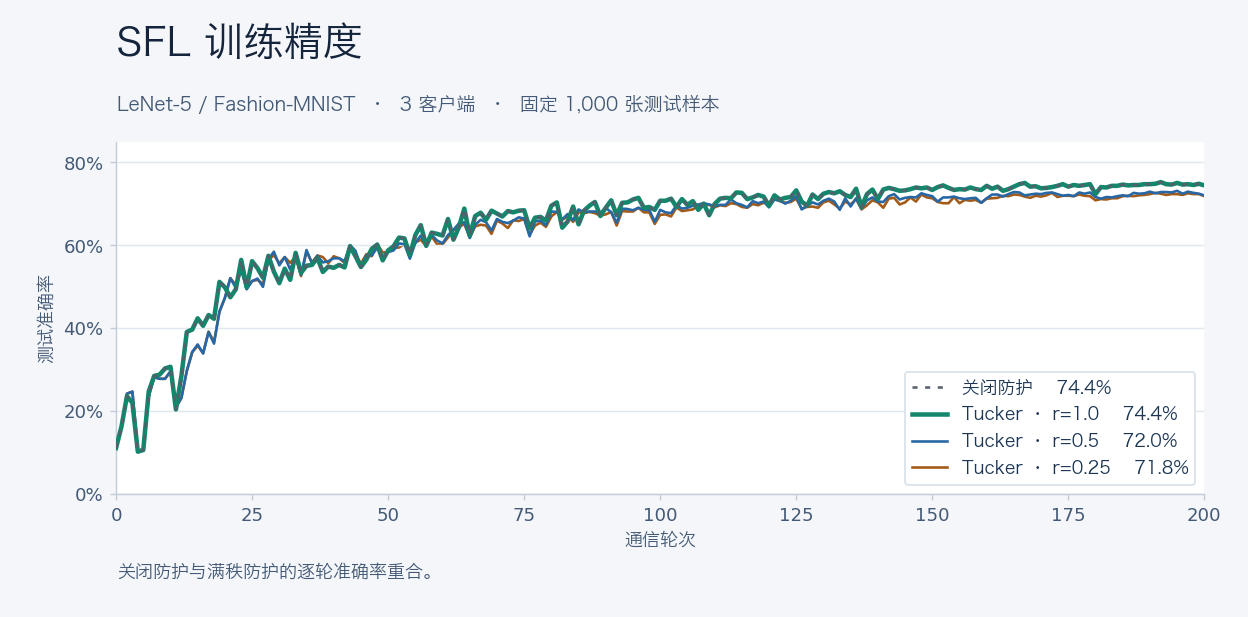 SFL 训练精度
LeNet-5 / Fashion-MNIST · 3 客户端 · 固定 1,000 张测试样本
80%
60%
40%
20%
0%
测试准确率
关闭防护 74.4%
Tucker · r=1.0 74.4%
Tucker · r=0.5 72.0%
Tucker · r=0.25 71.8%
0 25 50 75 100 125 150 175 200
通信轮次
关闭防护与满秩防护的逐轮准确率重合。